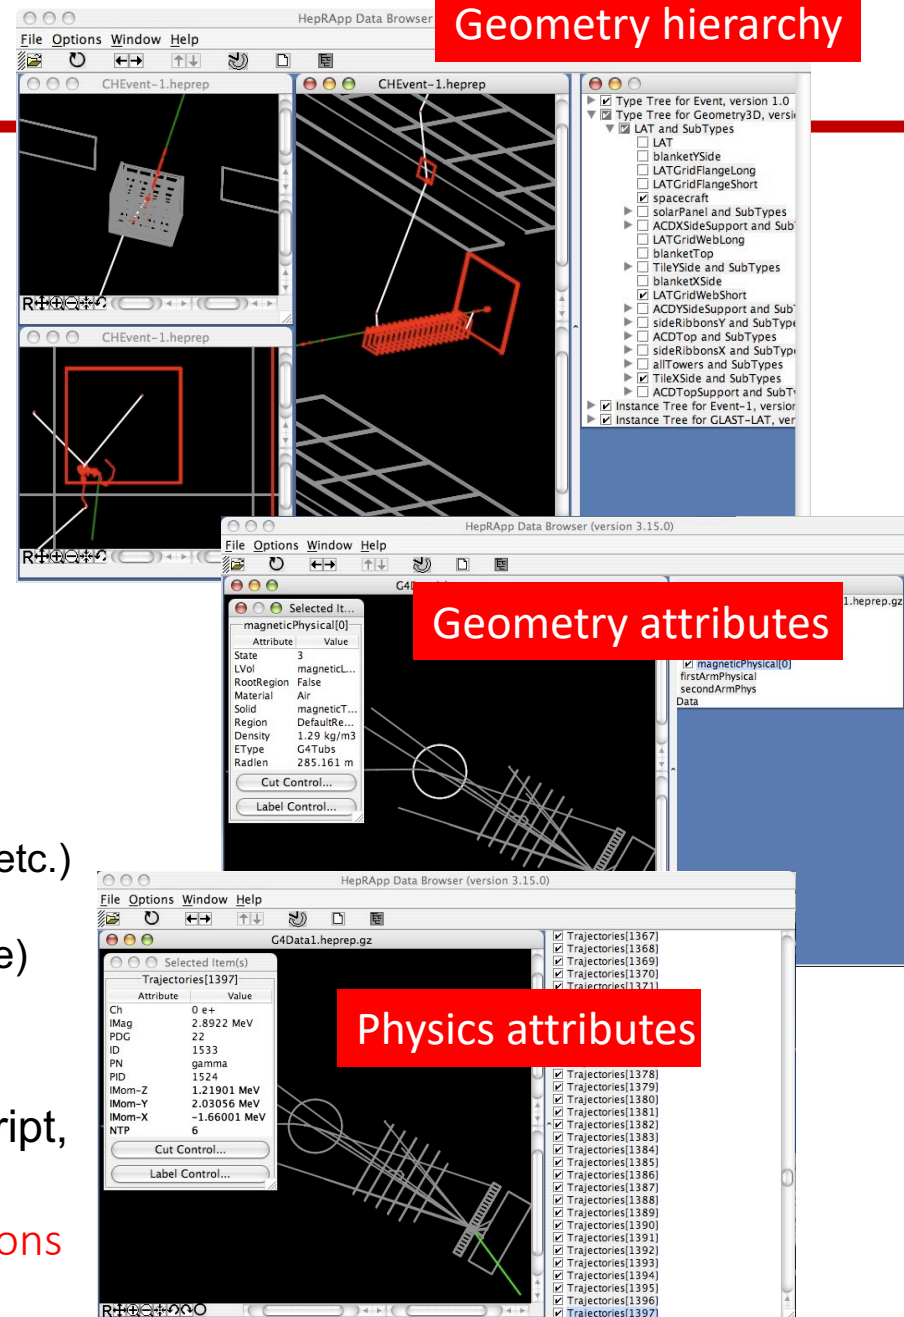 Geometry hierarchy
HepRApp Data Browser
File Options Window Help
CHEvent-1.heprep
CHEvent-1.heprep
CHEvent-1.heprep
Type Tree for Event, version 1.0
Type Tree for Geometry3D, versi
LAT and SubTypes
LAT
blanketYSide
LATGridFlangeLong
LATGridFlangeShort
spacecraft
solarPanel and SubTypes
ACDXSideSupport and Sub
LATGridWebLong
blanketTop
TileYSide and SubTypes
blanketXSide
LATGridWebShort
ACDYSideSupport and Sub
sideRibbonsY and SubType
ACDTop and SubTypes
sideRibbonsX and SubTyp
allTowers and SubTypes
TileXSide and SubTypes
ACDTopSupport and SubTy
Instance Tree for Event-1, version
Instance Tree for GLAST-LAT, ver
HepRApp Data Browser (version 3.15.0)
File Options Window Help
Geometry attributes
1.heprep.gz
Selected It...
magneticPhysical[0]
Attribute Value
State 3
LVol magneticL...
RootRegion False
Material Air
Solid magneticT...
Region DefaultRe...
Density 1.29 kg/m3
EType G4Tubs
Radlen 285.161 m
Cut Control...
Label Control...
magneticPhysical[0]
firstArmPhysical
secondArmPhys
Data
etc.)
e)
ript,
ons
HepRApp Data Browser (version 3.15.0)
File Options Window Help
G4Data1.heprep.gz
Selected Item(s)
Trajectories[1397]
Attribute Value
Ch 0 e+
IMag 2.8922 MeV
PDG 22
ID 1533
PN gamma
PID 1524
IMom-Z 1.21901 MeV
IMom-Y 2.03056 MeV
IMom-X -1.66001 MeV
NTP 6
Cut Control...
Label Control...
Physics attributes
Trajectories[1367]
Trajectories[1368]
Trajectories[1369]
Trajectories[1370]
Trajectories[1371]
Trajectories[1378]
Trajectories[1379]
Trajectories[1380]
Trajectories[1381]
Trajectories[1382]
Trajectories[1383]
Trajectories[1384]
Trajectories[1385]
Trajectories[1386]
Trajectories[1387]
Trajectories[1388]
Trajectories[1389]
Trajectories[1390]
Trajectories[1391]
Trajectories[1392]
Trajectories[1393]
Trajectories[1394]
Trajectories[1395]
Trajectories[1396]
Trajectories[1397]